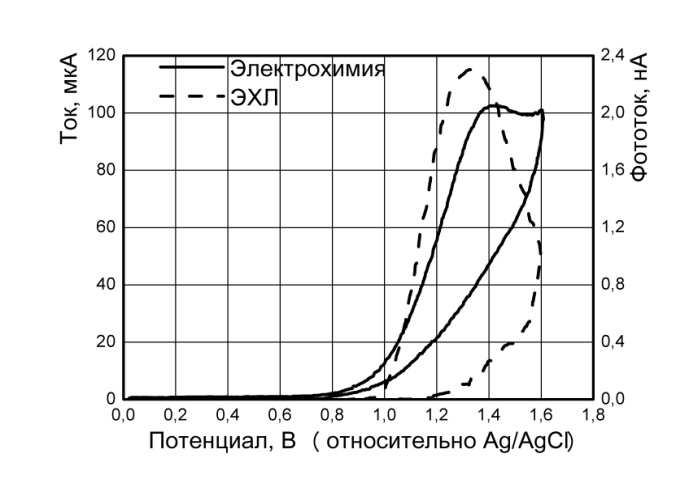 Ток, мкА
120
100
80
60
40
20
0
Электрохимия
ЭХЛ
2,4
2,0
1,6
1,2
0,8
0,4
0,0
Фототок, нА
0,0 0,2 0,4 0,6 0,8 1,0 1,2 1,4 1,6 1,8
Потенциал, В ( относительно Ag/AgCl)